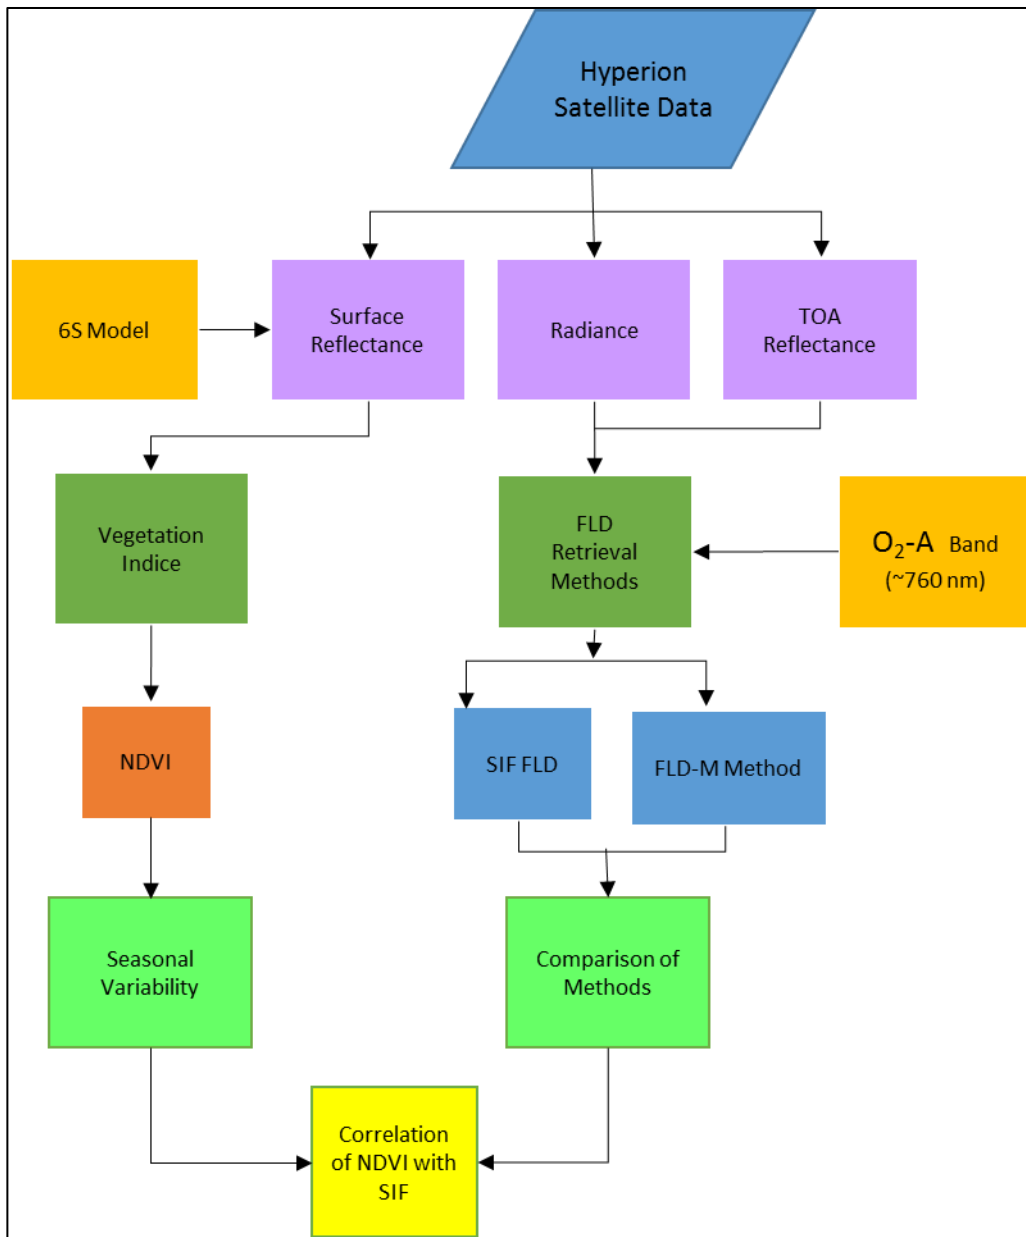 Hyperion
Satellite Data
6S Model
Surface
Reflectance
Radiance
TOA
Reflectance
Vegetation
Indice
FLD
Retrieval
Methods
O₂-A Band
(~760 nm)
NDVI
SIF FLD
FLD-M Method
Seasonal
Variability
Comparison of
Methods
Correlation
of NDVI with
SIF